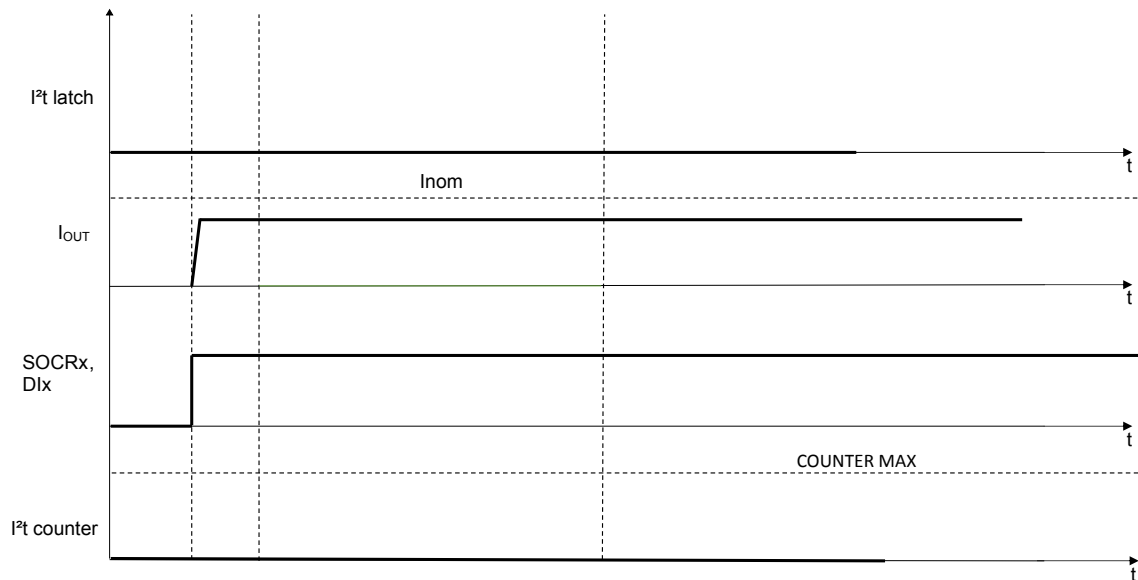 I²t latch
t
Inom
IOUT
t
SOCRx,
DIx
t
COUNTER MAX
I²t counter
t